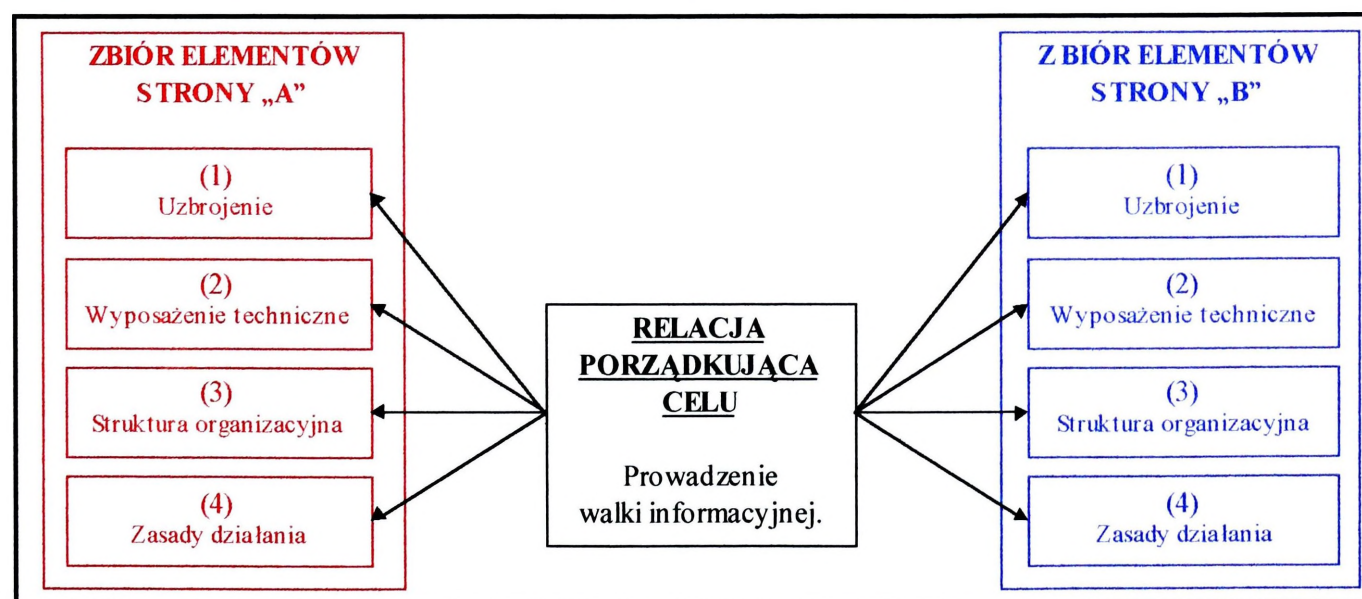 ZBIÓR ELEMENTÓW
STRONY „A”
(1)
Uzbrojenie
(2)
Wyposażenie techniczne
(3)
Struktura organizacyjna
(4)
Zasady działania
RELACJA
PORZĄDKUJĄCA
CELU
Prowadzenie
walki informacyjnej.
ZBIÓR ELEMENTÓW
STRONY „B”
(1)
Uzbrojenie
(2)
Wyposażenie techniczne
(3)
Struktura organizacyjna
(4)
Zasady działania